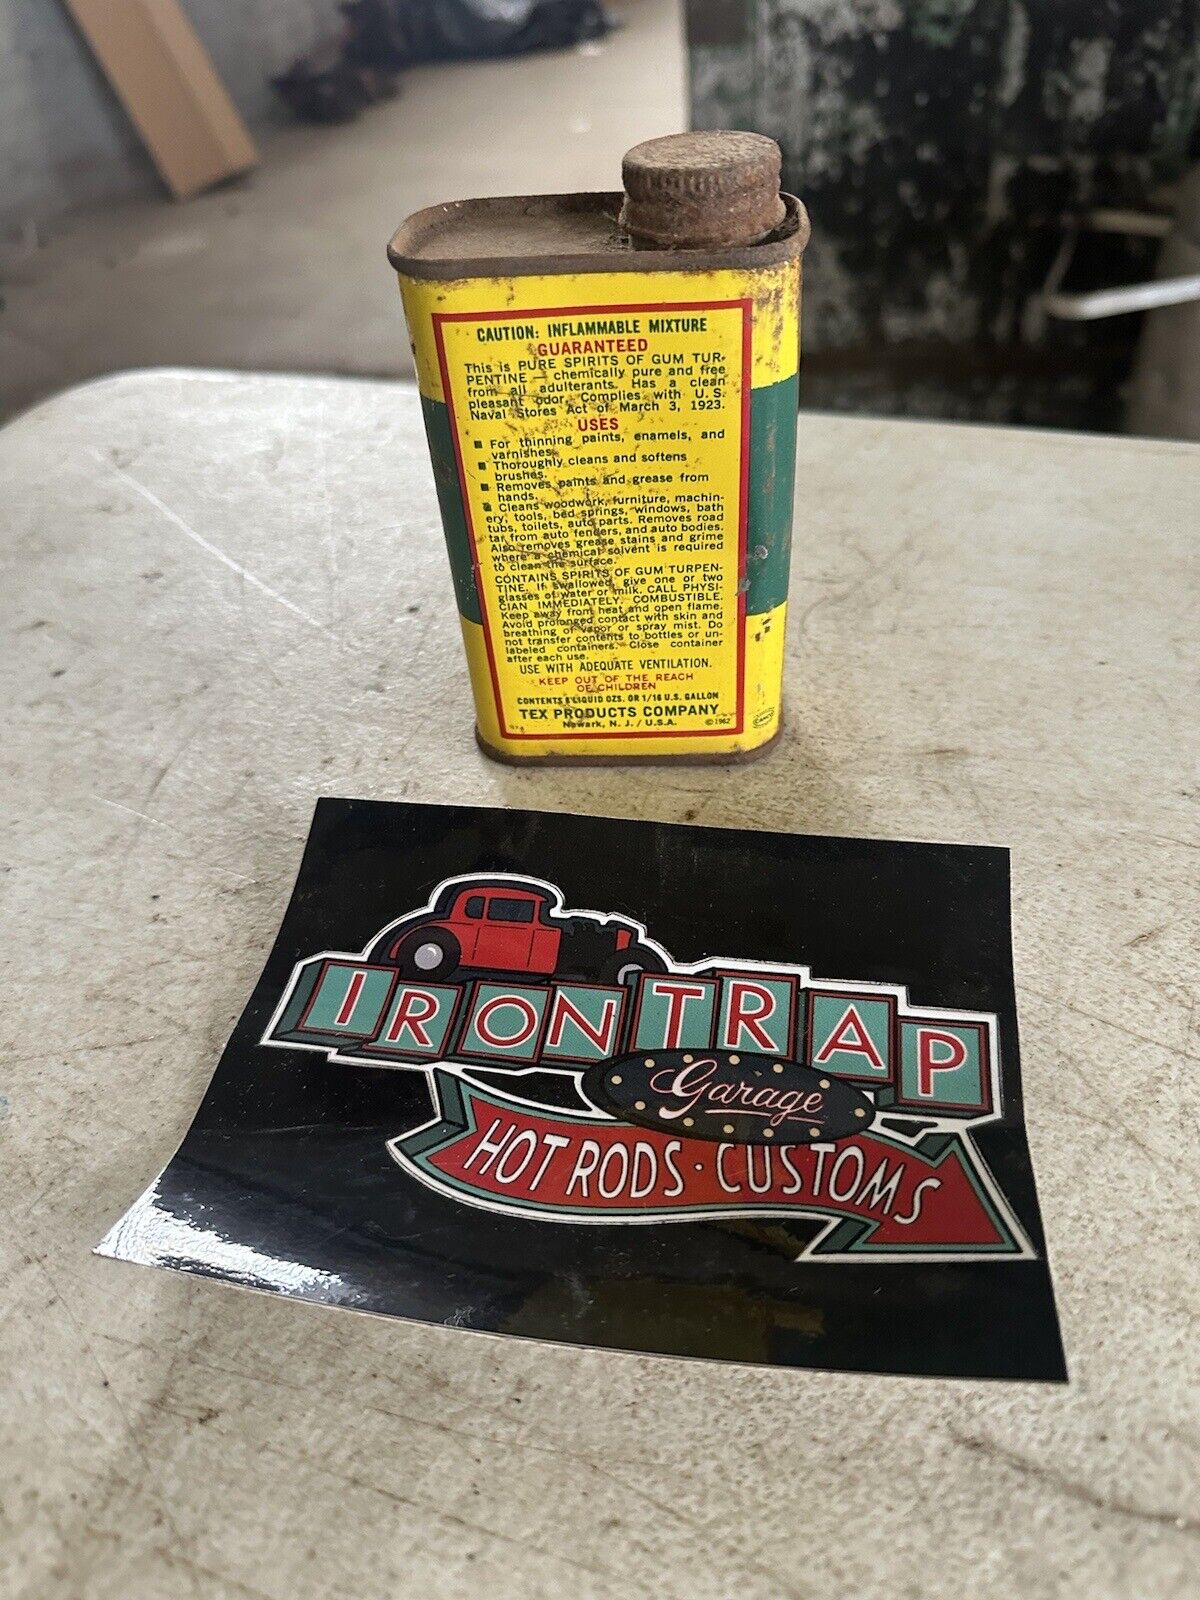 CAUTION: INFLAMMABLE MIXTURE
GUARANTEED
This is PURE SPIRITS OF GUM TUR-
PENTINE – chemically pure and free
from all adulterants. Has a clean
pleasant odor. Complies with U.S.
Naval Stores Act of March 3, 1923.
USES
■ For thinning paints, enamels, and
varnishes.
■ Thoroughly cleans and softens
brushes.
■ Removes paints and grease from
hands.
■ Cleans woodwork, furniture, machin-
ery, tools, bed springs, windows, bath
tubs, toilets, auto parts. Removes road
tar from auto fenders, and auto bodies.
Also removes grease stains and grime
where a chemical solvent is required
to clean the surface.
CONTAINS SPIRITS OF GUM TURPEN-
TINE. If swallowed, give one or two
glasses of water or milk. CALL PHYSI-
CIAN IMMEDIATELY. COMBUSTIBLE.
Keep away from heat and open flame.
Avoid prolonged contact with skin and
breathing of vapor or spray mist. Do
not transfer contents to bottles or un-
labeled containers. Close container
after each use.
USE WITH ADEQUATE VENTILATION.
KEEP OUT OF THE REACH
OF CHILDREN
CONTENTS 8 LIQUID OZS. OR 1/16 U.S. GALLON
TEX PRODUCTS COMPANY
Newark, N. J. / U.S.A. © 1962
CANCO
IRONTRAP
Garage
HOT RODS · CUSTOMS